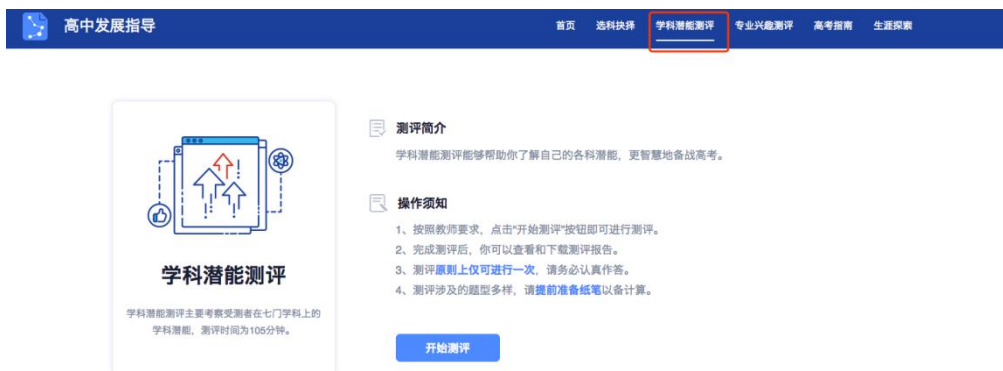 高中发展指导
首页 选科抉择 学科潜能测评 专业兴趣测评 高考指南 生涯探索
测评简介
学科潜能测评能够帮助你了解自己的各科潜能，更智慧地备战高考。
操作须知
1、按照教师要求，点击“开始测评”按钮即可进行测评。
2、完成测评后，你可以查看和下载测评报告。
3、测评原则上仅可进行一次，请务必认真作答。
4、测评涉及的题型多样，请提前准备纸笔以备计算。
开始测评
学科潜能测评
学科潜能测评主要考察受测者在七门学科上的
学科潜能，测评时间为105分钟。